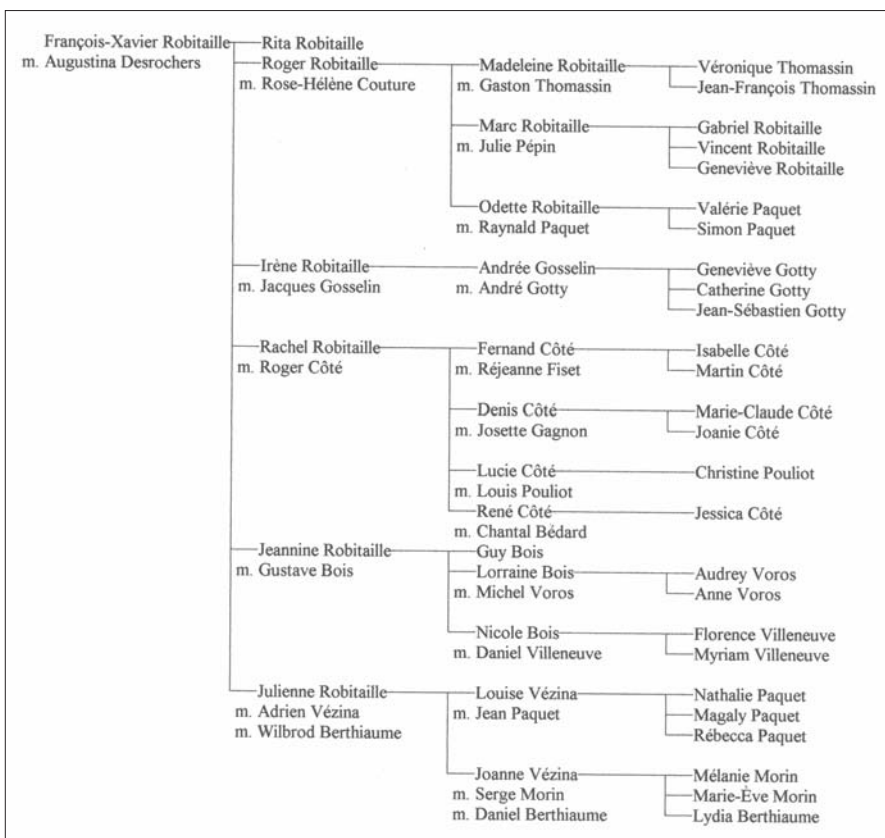 François-Xavier Robitaille
m. Augustina Desrochers
Rita Robitaille
Roger Robitaille
m. Rose-Hélène Couture
Madeleine Robitaille
m. Gaston Thomassin
Véronique Thomassin
Jean-François Thomassin
Marc Robitaille
m. Julie Pépin
Gabriel Robitaille
Vincent Robitaille
Geneviève Robitaille
Odette Robitaille
m. Raynald Paquet
Valérie Paquet
Simon Paquet
Irène Robitaille
m. Jacques Gosselin
Andrée Gosselin
m. André Gotty
Geneviève Gotty
Catherine Gotty
Jean-Sébastien Gotty
Rachel Robitaille
m. Roger Côté
Fernand Côté
m. Réjeanne Fiset
Isabelle Côté
Martin Côté
Denis Côté
m. Josette Gagnon
Marie-Claude Côté
Joanie Côté
Lucie Côté
m. Louis Pouliot
Christine Pouliot
René Côté
m. Chantal Bédard
Jessica Côté
Jeannine Robitaille
m. Gustave Bois
Guy Bois
Lorraine Bois
m. Michel Voros
Audrey Voros
Anne Voros
Nicole Bois
m. Daniel Villeneuve
Florence Villeneuve
Myriam Villeneuve
Julienne Robitaille
m. Adrien Vézina
m. Wilbrod Berthiaume
Louise Vézina
m. Jean Paquet
Nathalie Paquet
Magaly Paquet
Rébecca Paquet
Joanne Vézina
m. Serge Morin
m. Daniel Berthiaume
Mélanie Morin
Marie-Ève Morin
Lydia Berthiaume